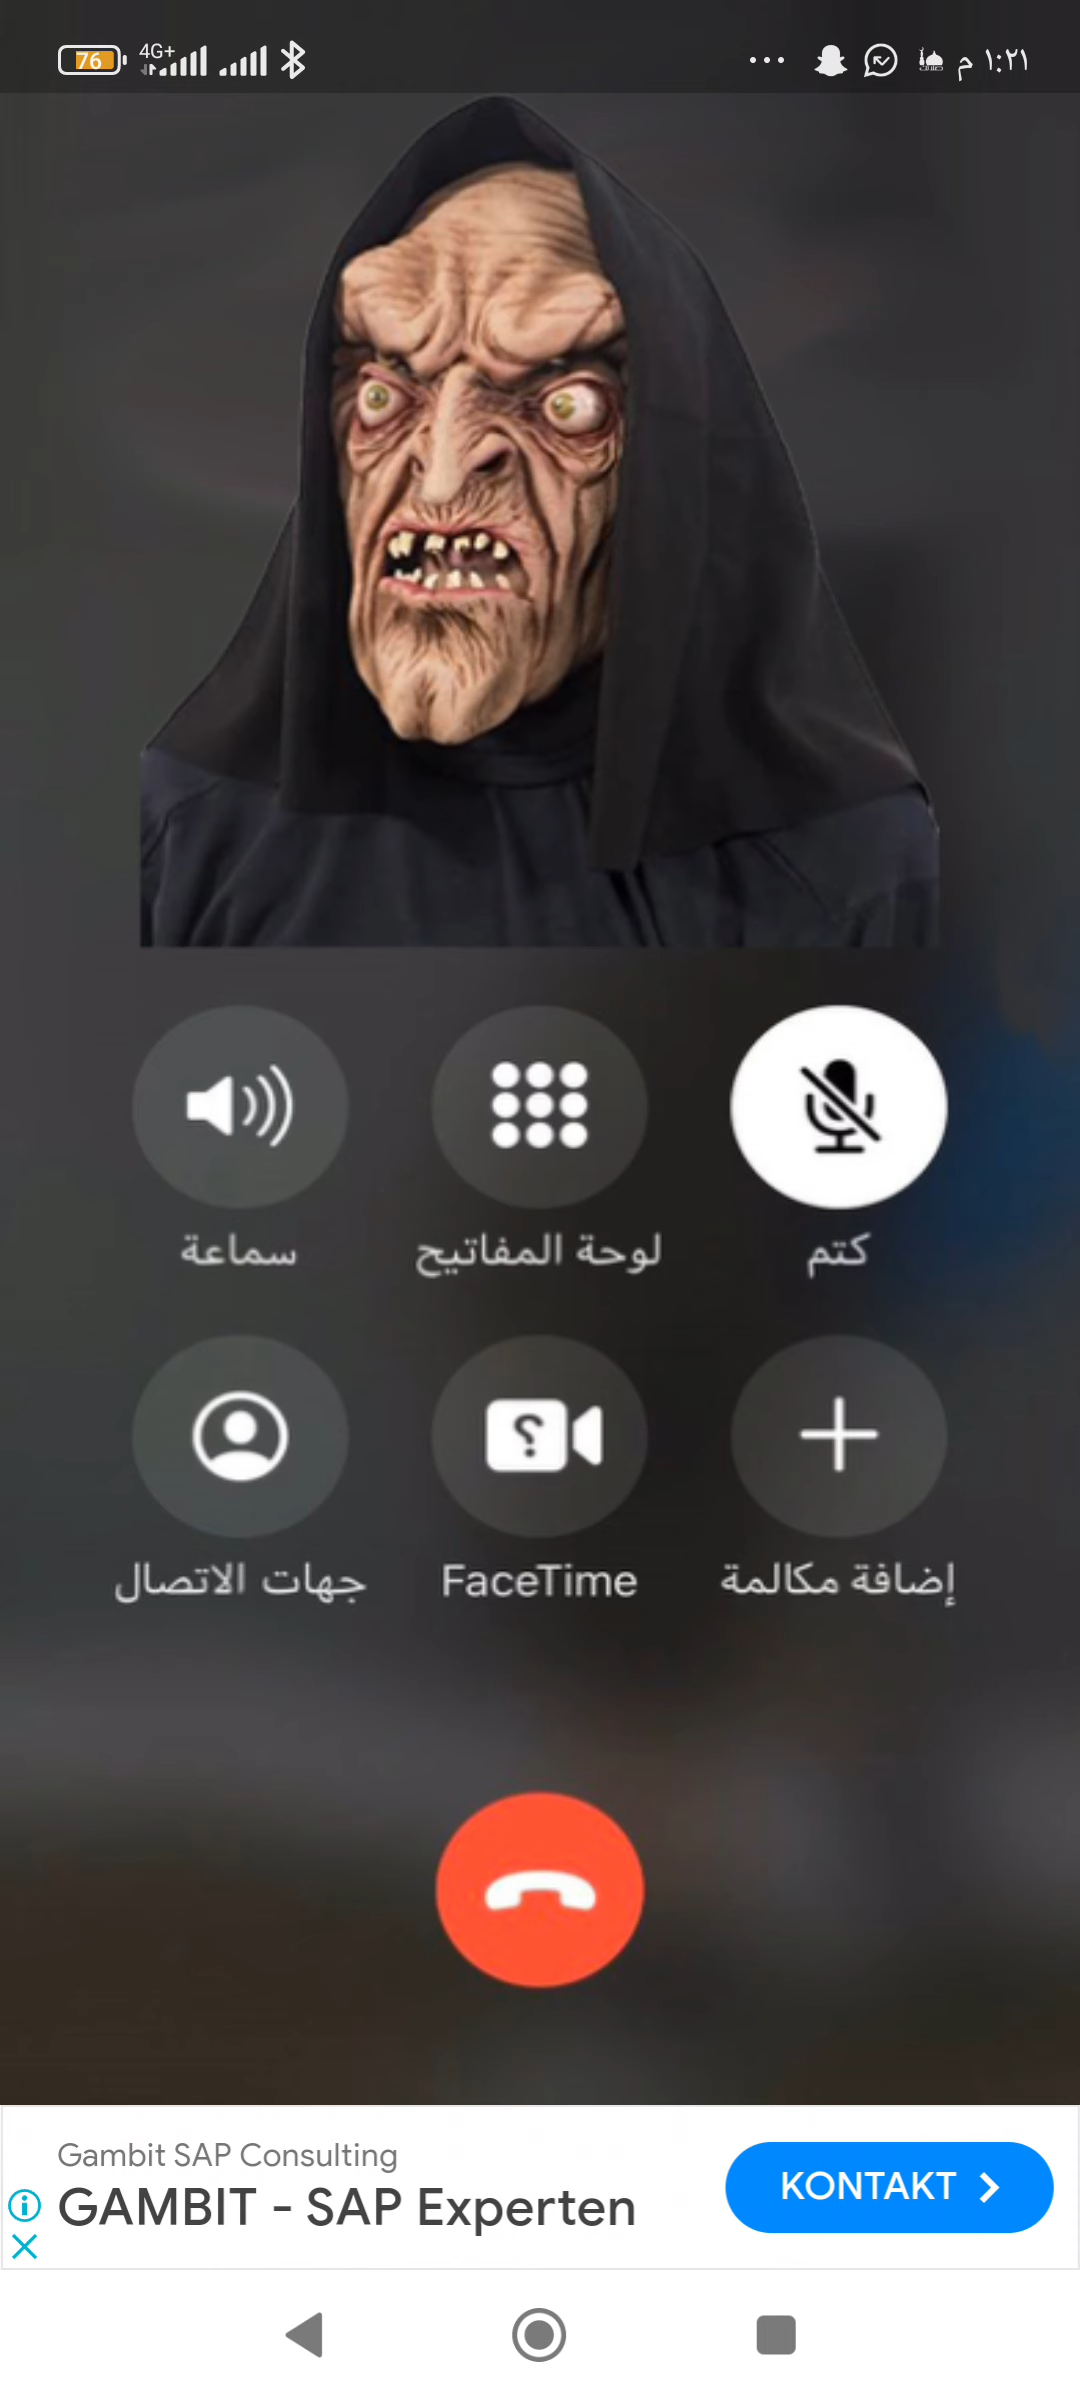 76 4G+ ١:٢١ م
كتم لوحة المفاتيح سماعة
إضافة مكالمة FaceTime جهات الاتصال
Gambit SAP Consulting
GAMBIT - SAP Experten
KONTAKT